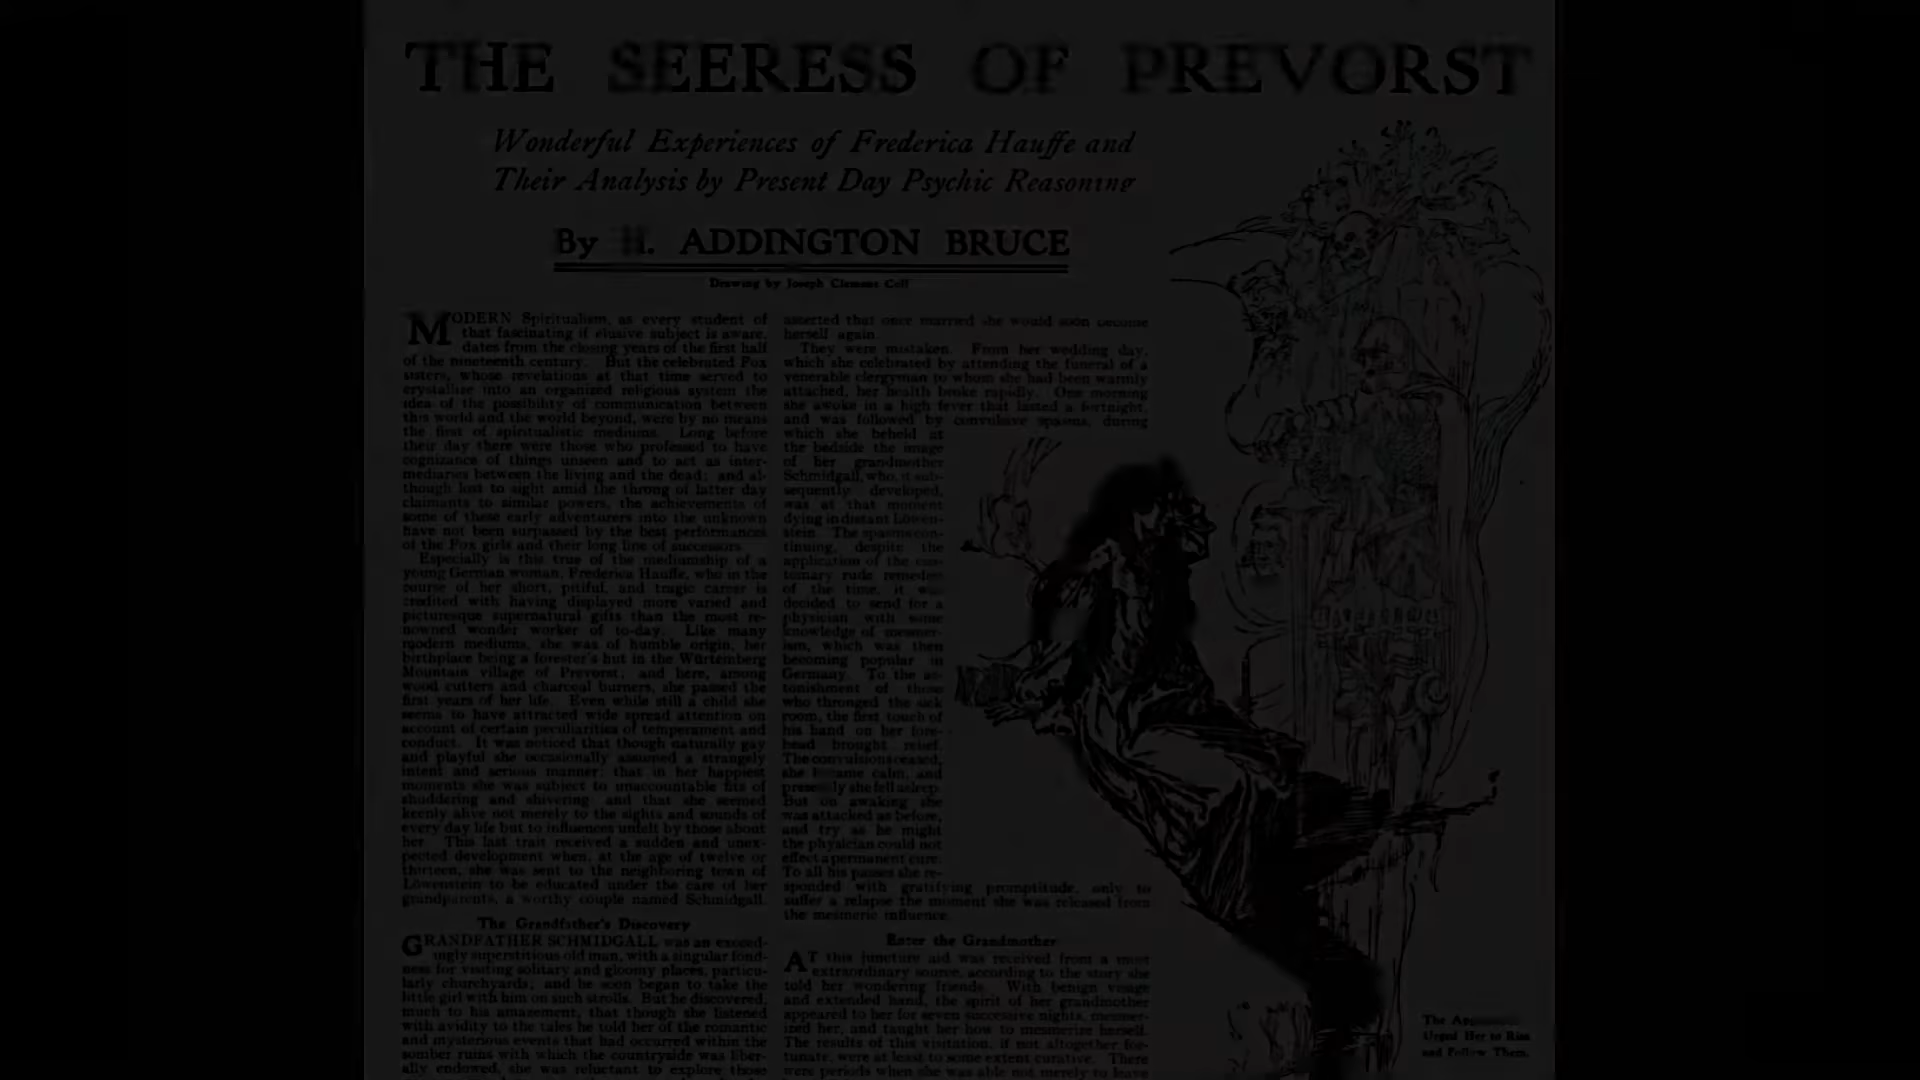 THE SEERESS OF PREVORST
Wonderful Experiences of Frederica Hauffe and
Their Analysis by Present Day Psychic Reasoning
By H. ADDINGTON BRUCE
Drawing by Joseph Clement Coll
MODERN Spiritualism, as every student of
that fascinating if elusive subject is aware,
dates from the closing years of the first half
of the nineteenth century. But the celebrated Fox
sisters, whose revelations at that time served to
crystallize into an organized religious system the
idea of the possibility of communication between
this world and the world beyond, were by no means
the first of spiritualistic mediums. Long before
their day there were those who professed to have
cognizance of things unseen and to act as inter-
mediaries between the living and the dead; and al-
though lost to sight amid the throng of latter day
claimants to similar powers, the achievements of
some of these early adventurers into the unknown
have not been surpassed by the best performances
of the Fox girls and their long line of successors.
Especially is this true of the mediumship of a
young German woman, Frederica Hauffe, who in the
course of her short, pitiful, and tragic career is
credited with having displayed more varied and
picturesque supernatural gifts than the most re-
nowned wonder worker of to-day. Like many
modern mediums, she was of humble origin, her
birthplace being a forester's hut in the Würtemberg
Mountain village of Prevorst; and here, among
wood cutters and charcoal burners, she passed the
first years of her life. Even while still a child she
seems to have attracted wide spread attention on
account of certain peculiarities of temperament and
conduct. It was noticed that though naturally gay
and playful she occasionally assumed a strangely
intent and serious manner; that in her happiest
moments she was subject to unaccountable fits of
shuddering and shivering and that she seemed
keenly alive not merely to the sights and sounds of
every day life but to influences unfelt by those about
her. This last trait received a sudden and unex-
pected development when, at the age of twelve or
thirteen, she was sent to the neighboring town of
Löwenstein to be educated under the care of her
grandparents, a worthy couple named Schmidgall.
The Grandfather's Discovery
GRANDFATHER SCHMIDGALL was an exceed-
ingly superstitious old man, with a singular fond-
ness for visiting solitary and gloomy places, particu-
larly churchyards; and he soon began to take the
little girl with him on such strolls. But he discovered,
much to his amazement, that though she listened
with avidity to the tales he told her of the romantic
and mysterious events that had occurred within the
somber ruins with which the countryside was liber-
ally endowed, she was reluctant to explore those
asserted that once married she would soon become
herself again.
They were mistaken. From her wedding day,
which she celebrated by attending the funeral of a
venerable clergyman to whom she had been warmly
attached, her health broke rapidly. One morning
she awoke in a high fever that lasted a fortnight,
and was followed by convulsive spasms, during
which she beheld at
the bedside the image
of her grandmother
Schmidgall, who, it sub-
sequently developed,
was at that moment
dying in distant Löwen-
stein. The spasms con-
tinuing, despite the
application of the cus-
tomary rude remedies
of the time, it was
decided to send for a
physician with some
knowledge of mesmer-
ism, which was then
becoming popular in
Germany. To the as-
tonishment of those
who thronged the sick
room, the first touch of
his hand on her fore-
head brought relief.
The convulsions ceased,
she became calm, and
presently she fell asleep.
But on awaking she
was attacked as before,
and try as he might
the physician could not
effect a permanent cure.
To all his passes she re-
sponded with gratifying promptitude, only to
suffer a relapse the moment she was released from
the mesmeric influence.
Enter the Grandmother
AT this juncture aid was received from a most
extraordinary source, according to the story she
told her wondering friends. With benign visage
and extended hand, the spirit of her grandmother
appeared to her for seven successive nights, mesmer-
ized her, and taught her how to mesmerize herself.
The results of this visitation, if not altogether for-
tunate, were at least to some extent curative. There
were periods when she was able not merely to leave
The
Urged Her to Rise
and Follow Them.